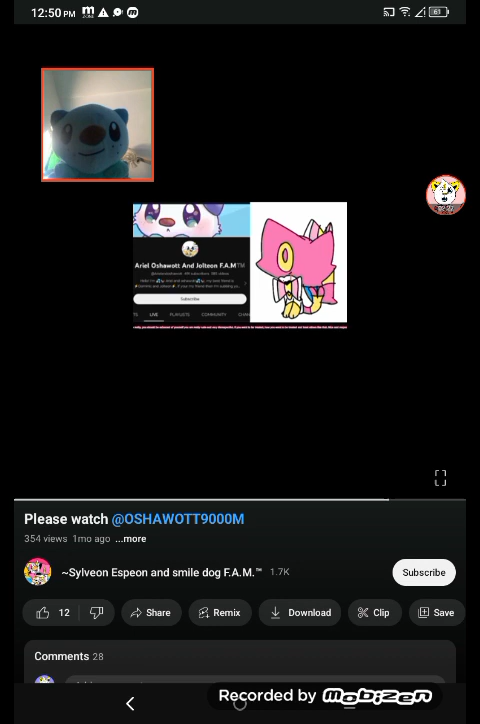 12:50 PM
61
Ariel Oshawott And Jolteon F.A.M™
Subscribe
LIVE
PLAYLISTS
COMMUNITY
Please watch @OSHAWOTT9000M
354 views 1mo ago ...more
~Sylveon Espeon and smile dog F.A.M.™ 1.7K
Subscribe
12
Share
Remix
Download
Clip
Save
Comments 28
Recorded by mobizen